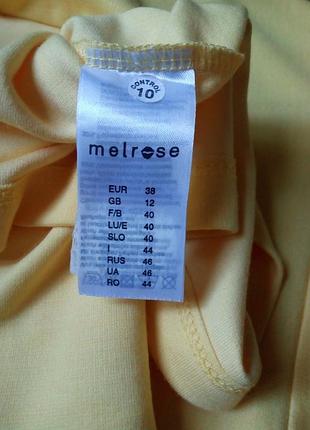 CONTROL
10
melrose
EUR 38
GB 12
F/B 40
LU/E 40
SLO 40
I 44
RUS 46
UA 46
RO 44